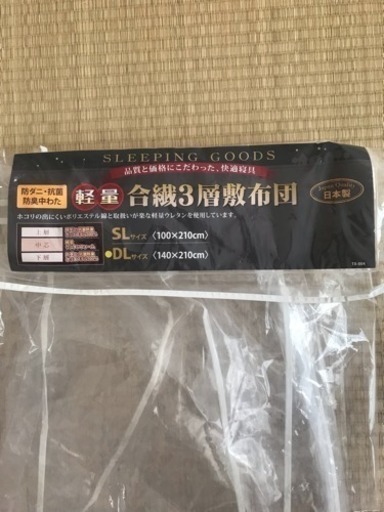 SLEEPING GOODS
品質と価格にこだわった、快適寝具
防ダニ・抗菌
防臭中わた
軽量 合繊3層敷布団
Super Quality
日本製
ホコリの出にくいポリエステル綿と取扱いが楽な軽量ウレタンを使用しています。
上層
中芯
下層
SLサイズ〈100×210cm〉
DLサイズ〈140×210cm〉